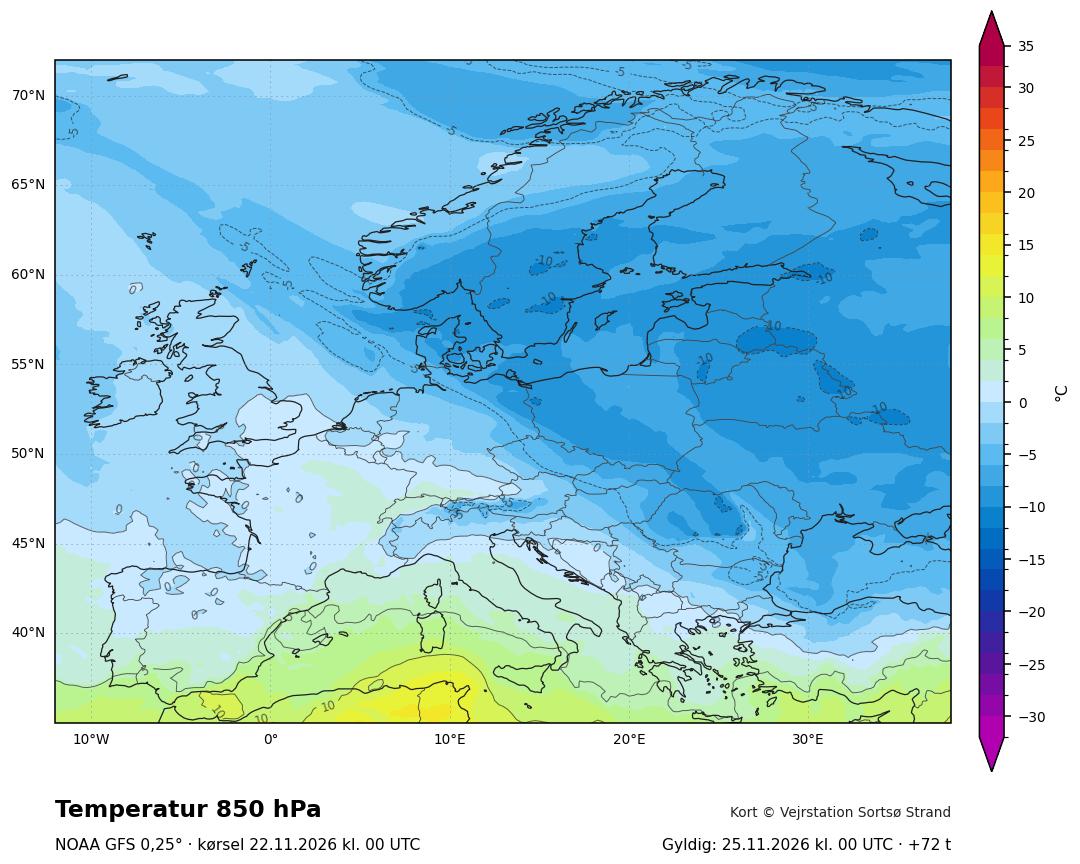 70°N
65°N
60°N
55°N
50°N
45°N
40°N
10°W
0°
10°E
20°E
30°E
35
30
25
20
15
10
5
0
−5
−10
−15
−20
−25
−30
°C
Temperatur 850 hPa
Kort © Vejrstation Sortsø Strand
NOAA GFS 0,25° · kørsel 22.11.2026 kl. 00 UTC
Gyldig: 25.11.2026 kl. 00 UTC · +72 t